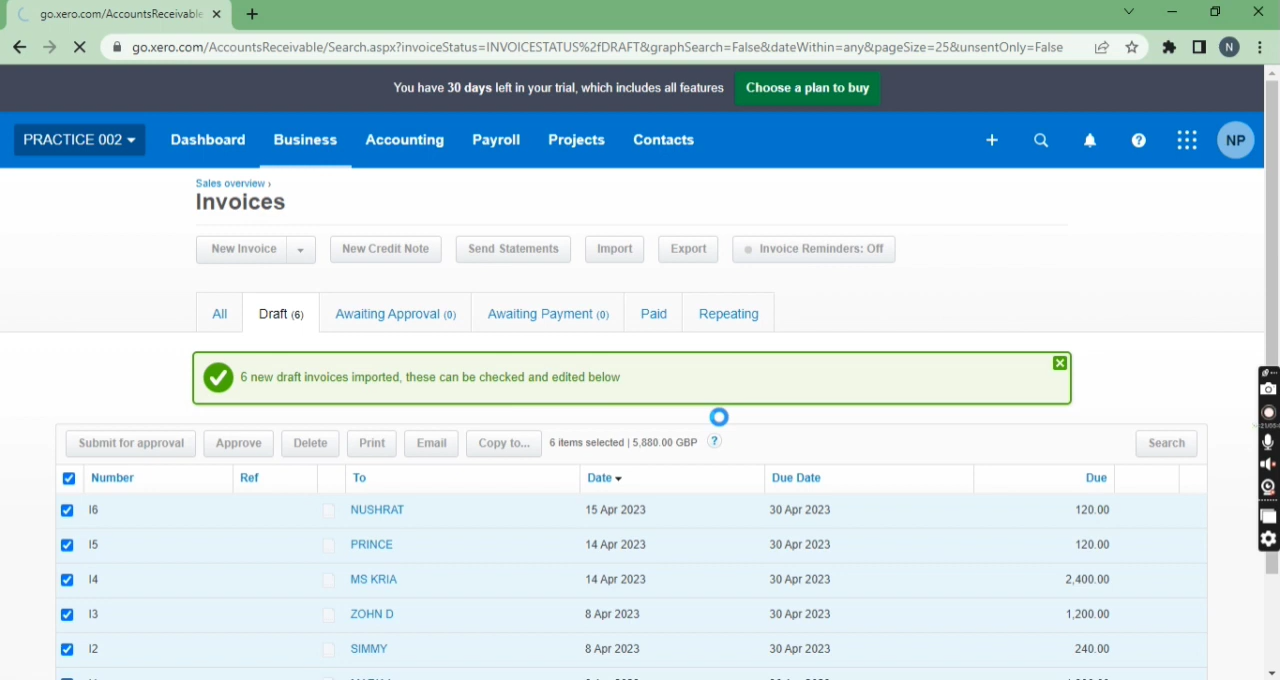 go.xero.com/AccountsReceivable
go.xero.com/AccountsReceivable/Search.aspx?invoiceStatus=INVOICESTATUS%2fDRAFT&graphSearch=False&dateWithin=any&pageSize=25&unsentOnly=False
N
You have 30 days left in your trial, which includes all features
Choose a plan to buy
PRACTICE 002 Dashboard Business Accounting Payroll Projects Contacts NP
Sales overview ›
Invoices
New Invoice New Credit Note Send Statements Import Export Invoice Reminders: Off
All Draft (6) Awaiting Approval (0) Awaiting Payment (0) Paid Repeating
6 new draft invoices imported, these can be checked and edited below
Submit for approval Approve Delete Print Email Copy to... 6 items selected | 5,880.00 GBP ? Search
Number Ref To Date Due Date Due
I6 NUSHRAT 15 Apr 2023 30 Apr 2023 120.00
I5 PRINCE 14 Apr 2023 30 Apr 2023 120.00
I4 MS KRIA 14 Apr 2023 30 Apr 2023 2,400.00
I3 ZOHN D 8 Apr 2023 30 Apr 2023 1,200.00
I2 SIMMY 8 Apr 2023 30 Apr 2023 240.00